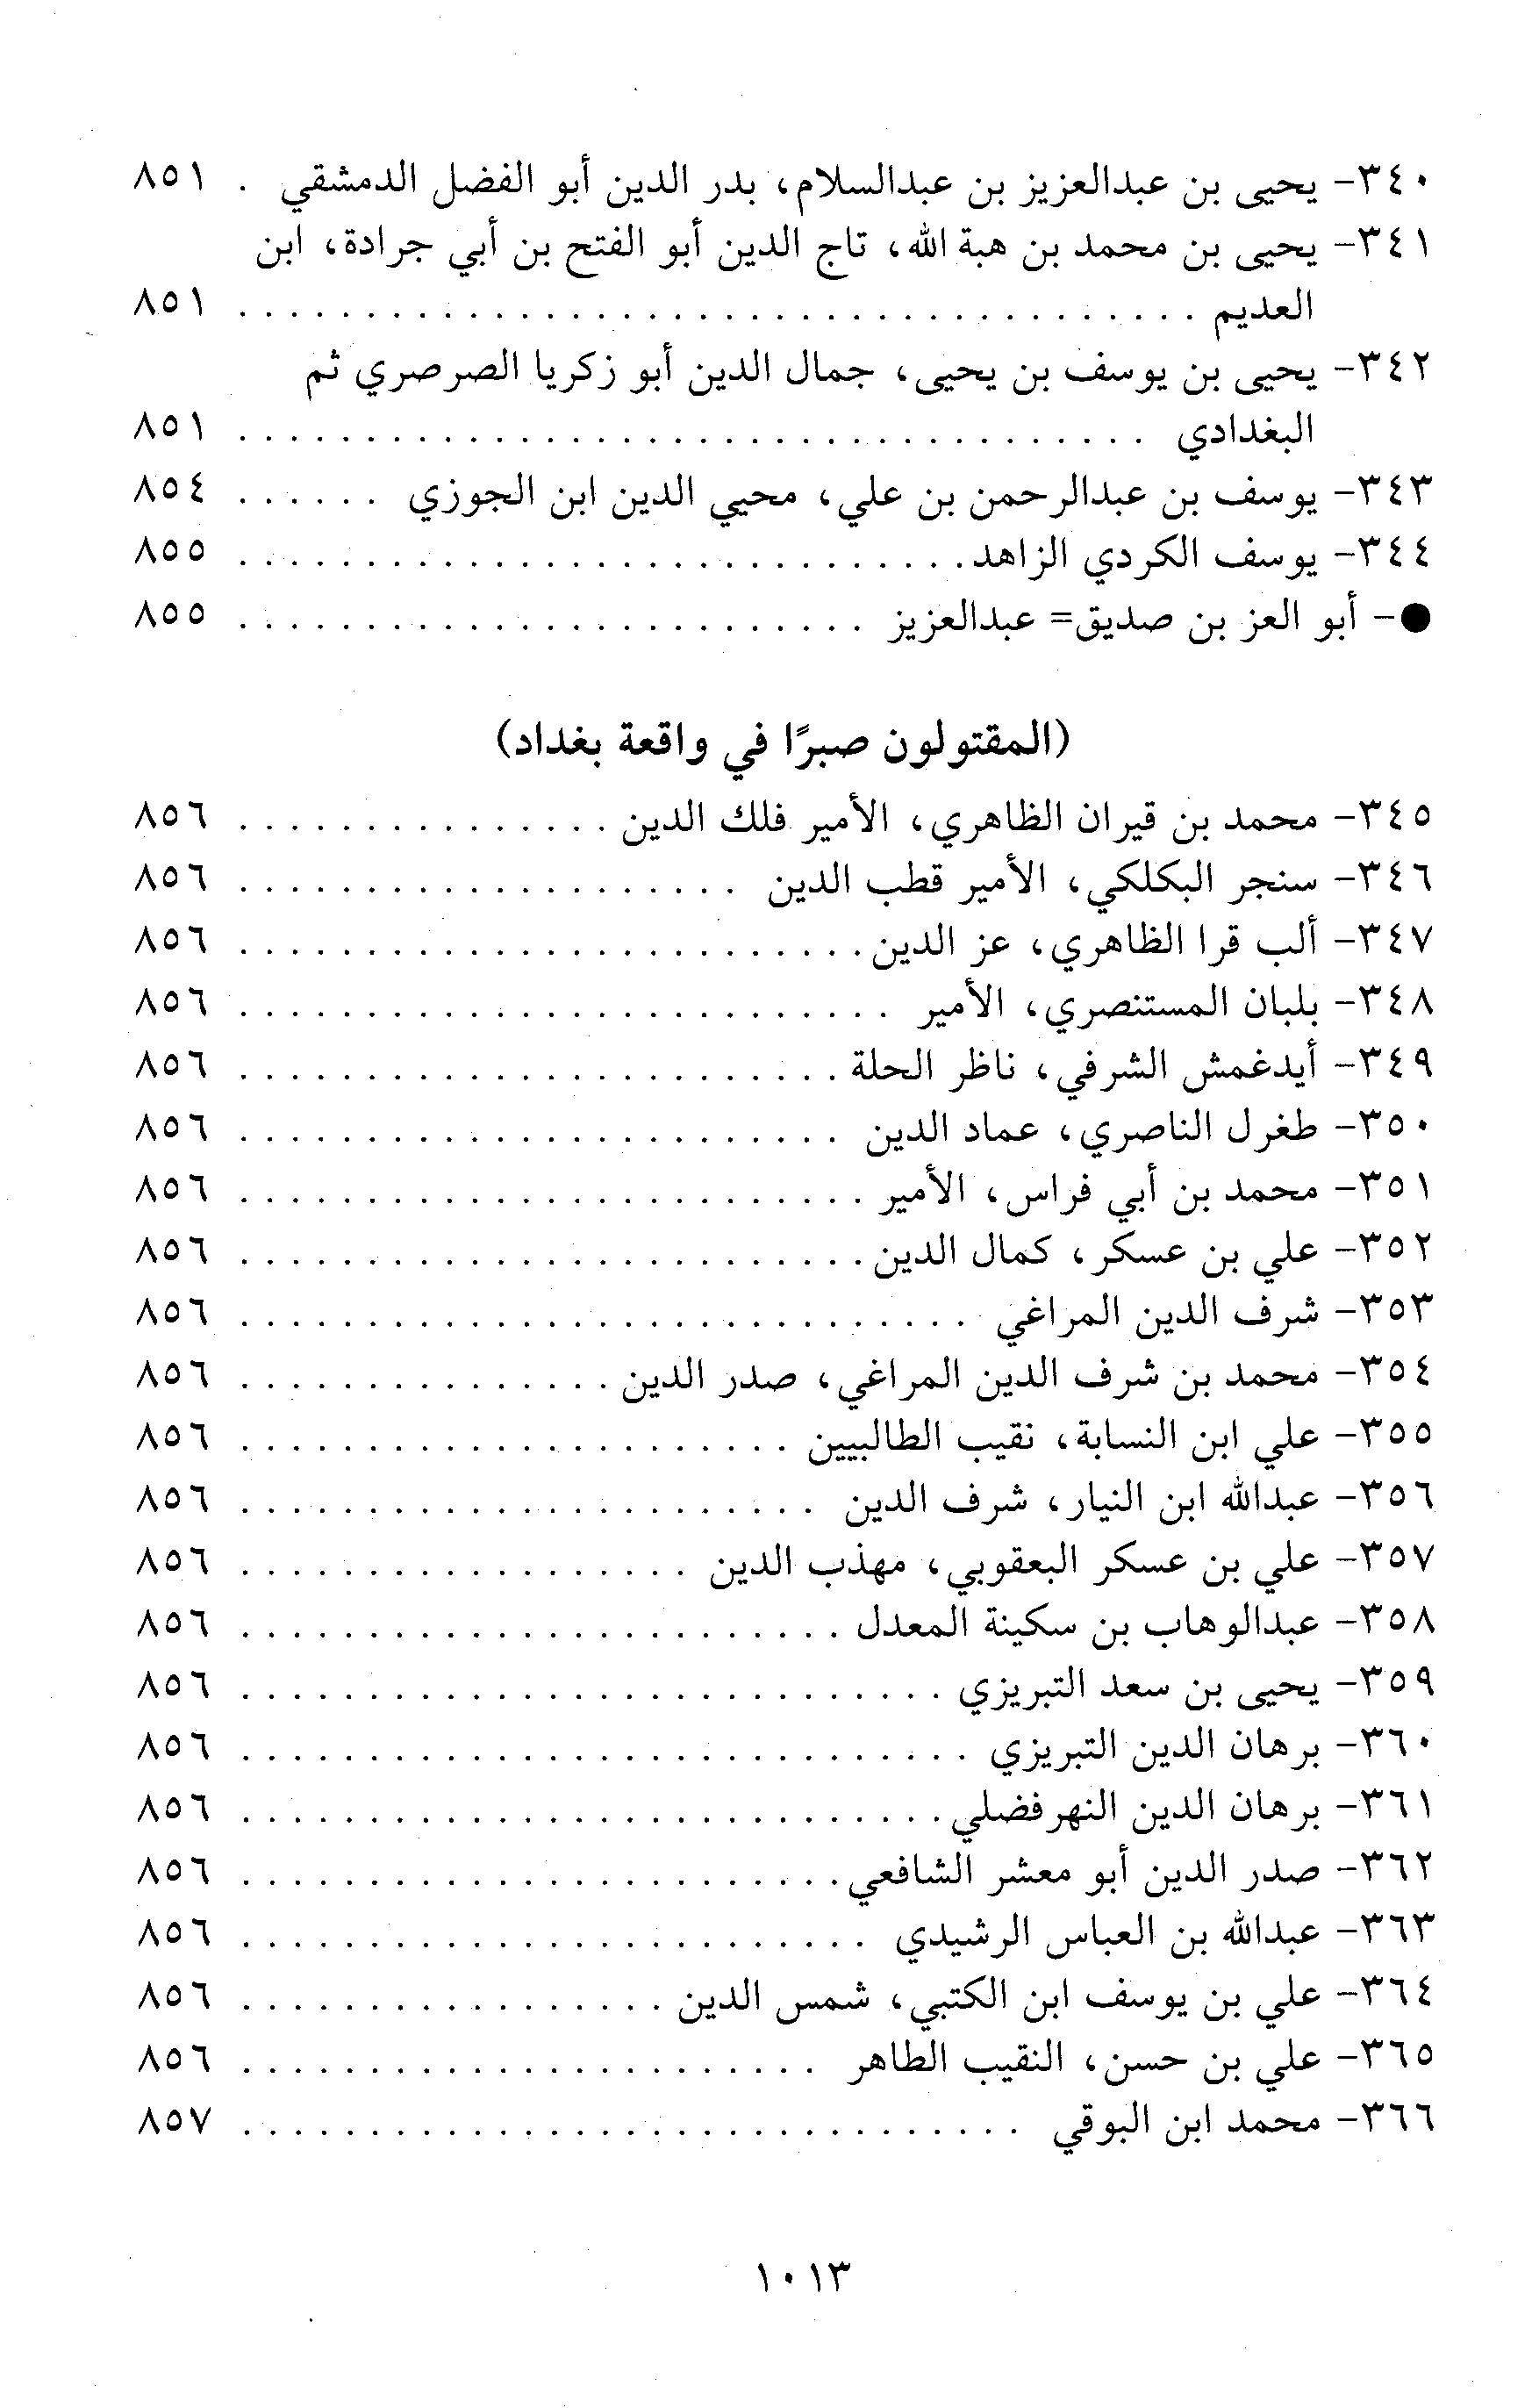 ٣٤٠- يحيى بن عبدالعزيز بن عبدالسلام، بدر الدين أبو الفضل الدمشقي . ٨٥١
٣٤١- يحيى بن محمد بن هبة الله، تاج الدين أبو الفتح بن أبي جرادة، ابن
العديم . . . . . . . . . . . . . . . . . . . . . . . . . . . . . . . . . . . . . . ٨٥١
٣٤٢- يحيى بن يوسف بن يحيى، جمال الدين أبو زكريا الصرصري ثم
البغدادي . . . . . . . . . . . . . . . . . . . . . . . . . . . . . . . . . . . . ٨٥١
٣٤٣- يوسف بن عبدالرحمن بن علي، محيي الدين ابن الجوزي . . . . . . ٨٥٤
٣٤٤- يوسف الكردي الزاهد . . . . . . . . . . . . . . . . . . . . . . . . . . . . . ٨٥٥
●- أبو العز بن صديق= عبدالعزيز . . . . . . . . . . . . . . . . . . . . . . . . . ٨٥٥
(المقتولون صبرًا في واقعة بغداد)
٣٤٥- محمد بن قيران الظاهري، الأمير فلك الدين . . . . . . . . . . . . . . . ٨٥٦
٣٤٦- سنجر البكلكي، الأمير قطب الدين . . . . . . . . . . . . . . . . . . . . ٨٥٦
٣٤٧- ألب قرا الظاهري، عز الدين . . . . . . . . . . . . . . . . . . . . . . . . . ٨٥٦
٣٤٨- بلبان المستنصري، الأمير . . . . . . . . . . . . . . . . . . . . . . . . . . ٨٥٦
٣٤٩- أيدغمش الشرفي، ناظر الحلة . . . . . . . . . . . . . . . . . . . . . . . . ٨٥٦
٣٥٠- طغرل الناصري، عماد الدين . . . . . . . . . . . . . . . . . . . . . . . . ٨٥٦
٣٥١- محمد بن أبي فراس، الأمير . . . . . . . . . . . . . . . . . . . . . . . . . ٨٥٦
٣٥٢- علي بن عسكر، كمال الدين . . . . . . . . . . . . . . . . . . . . . . . . . ٨٥٦
٣٥٣- شرف الدين المراغي . . . . . . . . . . . . . . . . . . . . . . . . . . . . . ٨٥٦
٣٥٤- محمد بن شرف الدين المراغي، صدر الدين . . . . . . . . . . . . . . . ٨٥٦
٣٥٥- علي ابن النسابة، نقيب الطالبيين . . . . . . . . . . . . . . . . . . . . . . ٨٥٦
٣٥٦- عبدالله ابن النيار، شرف الدين . . . . . . . . . . . . . . . . . . . . . . . ٨٥٦
٣٥٧- علي بن عسكر البعقوبي، مهذب الدين . . . . . . . . . . . . . . . . . . ٨٥٦
٣٥٨- عبدالوهاب بن سكينة المعدل . . . . . . . . . . . . . . . . . . . . . . . . ٨٥٦
٣٥٩- يحيى بن سعد التبريزي . . . . . . . . . . . . . . . . . . . . . . . . . . . . ٨٥٦
٣٦٠- برهان الدين التبريزي . . . . . . . . . . . . . . . . . . . . . . . . . . . . . ٨٥٦
٣٦١- برهان الدين النهرفضلي . . . . . . . . . . . . . . . . . . . . . . . . . . . . ٨٥٦
٣٦٢- صدر الدين أبو معشر الشافعي . . . . . . . . . . . . . . . . . . . . . . . . ٨٥٦
٣٦٣- عبدالله بن العباس الرشيدي . . . . . . . . . . . . . . . . . . . . . . . . . ٨٥٦
٣٦٤- علي بن يوسف ابن الكتبي، شمس الدين . . . . . . . . . . . . . . . . . ٨٥٦
٣٦٥- علي بن حسن، النقيب الطاهر . . . . . . . . . . . . . . . . . . . . . . . ٨٥٦
٣٦٦- محمد ابن البوقي . . . . . . . . . . . . . . . . . . . . . . . . . . . . . . . ٨٥٧
١٠١٣